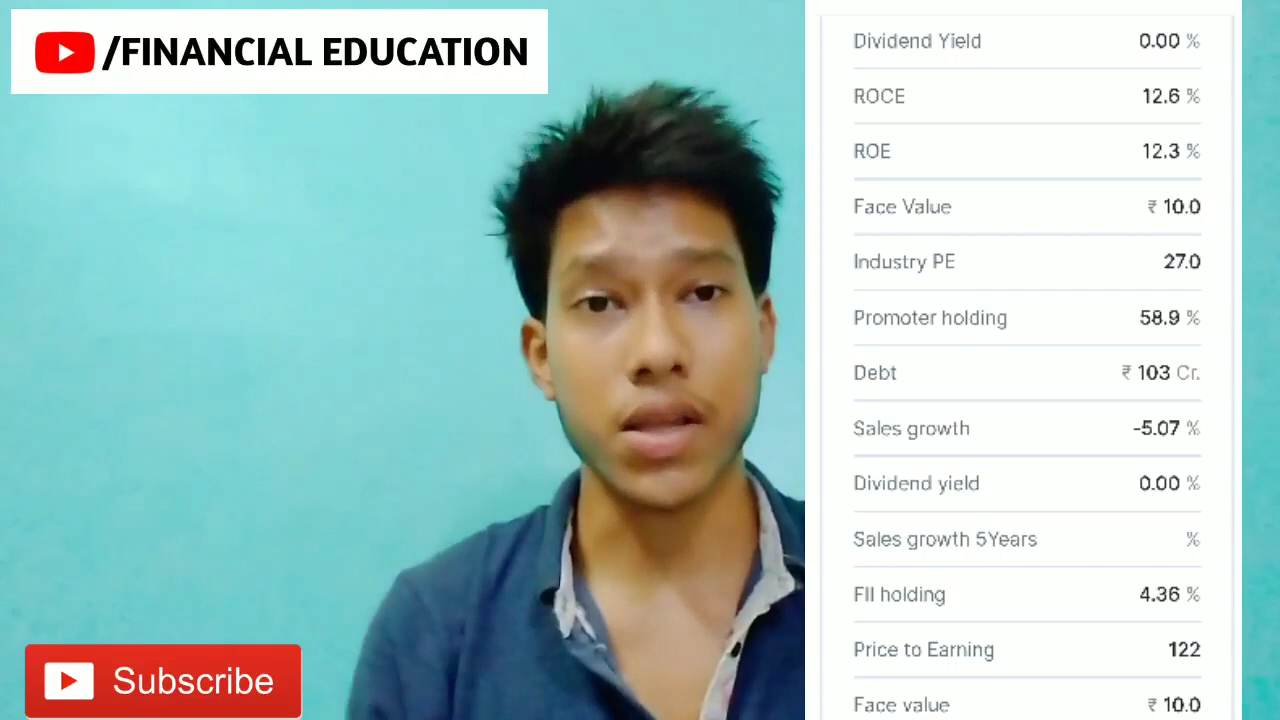 /FINANCIAL EDUCATION
Subscribe
Dividend Yield 0.00 %
ROCE 12.6 %
ROE 12.3 %
Face Value ₹ 10.0
Industry PE 27.0
Promoter holding 58.9 %
Debt ₹ 103 Cr.
Sales growth -5.07 %
Dividend yield 0.00 %
Sales growth 5Years %
FII holding 4.36 %
Price to Earning 122
Face value ₹ 10.0